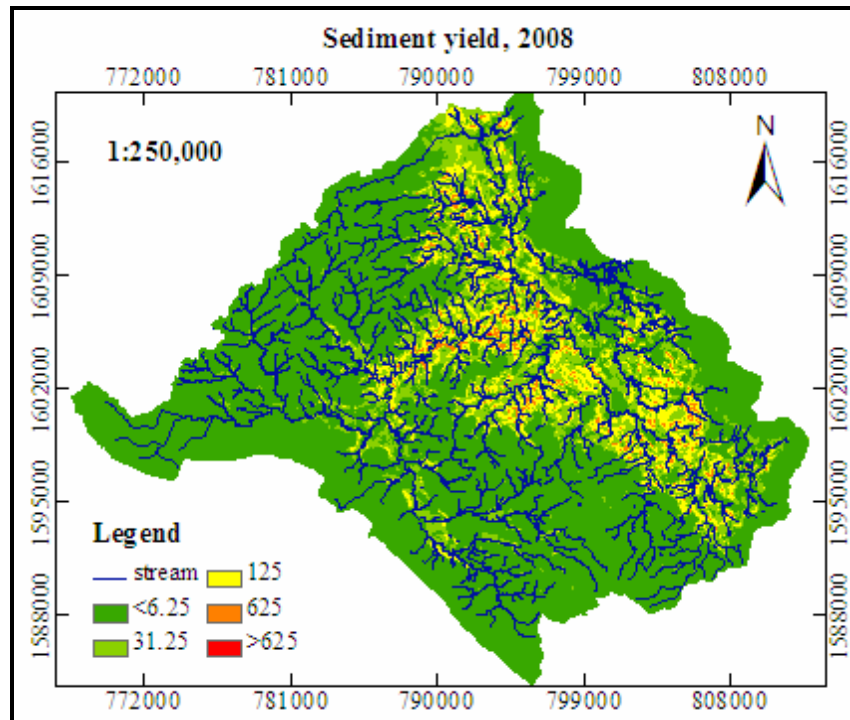 Sediment yield, 2008
772000 781000 790000 799000 808000
1:250,000
N
1616000 1616000
1609000 1609000
1602000 1602000
1595000 1595000
1588000 1588000
Legend
stream 125
<6.25 625
31.25 >625
772000 781000 790000 799000 808000